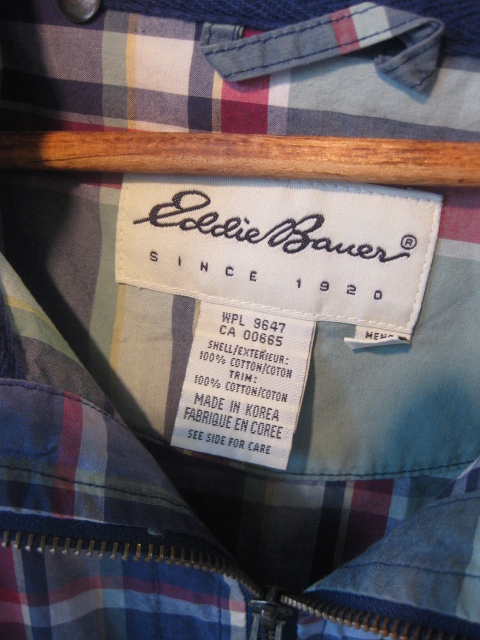 Eddie Bauer®
SINCE 1920
MENS
WPL 9647
CA 00665
SHELL/EXTERIEUR:
100% COTTON/COTON
TRIM:
100% COTTON/COTON
MADE IN KOREA
FABRIQUE EN COREE
SEE SIDE FOR CARE